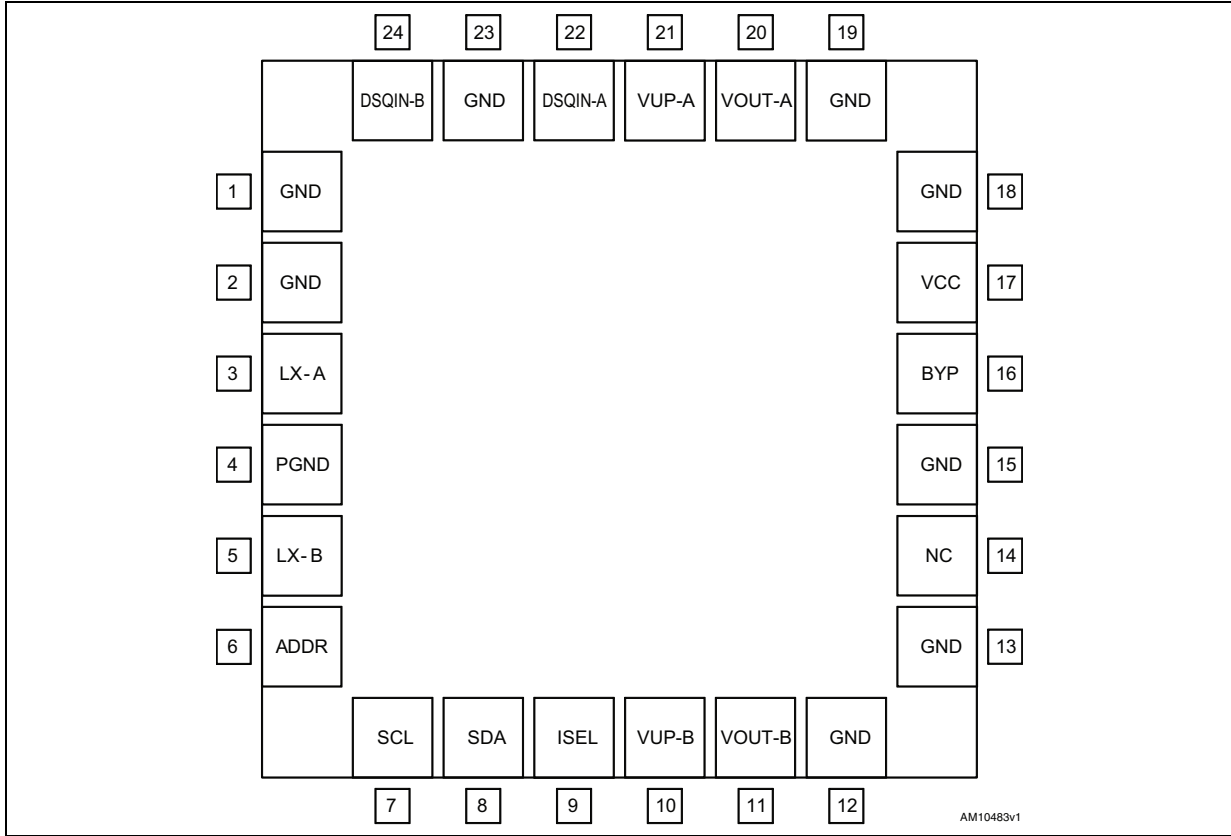 24 23 22 21 20 19
DSQIN-B GND DSQIN-A VUP-A VOUT-A GND
1 GND GND 18
2 GND VCC 17
3 LX-A BYP 16
4 PGND GND 15
5 LX-B NC 14
6 ADDR GND 13
SCL SDA ISEL VUP-B VOUT-B GND
7 8 9 10 11 12
AM10483v1